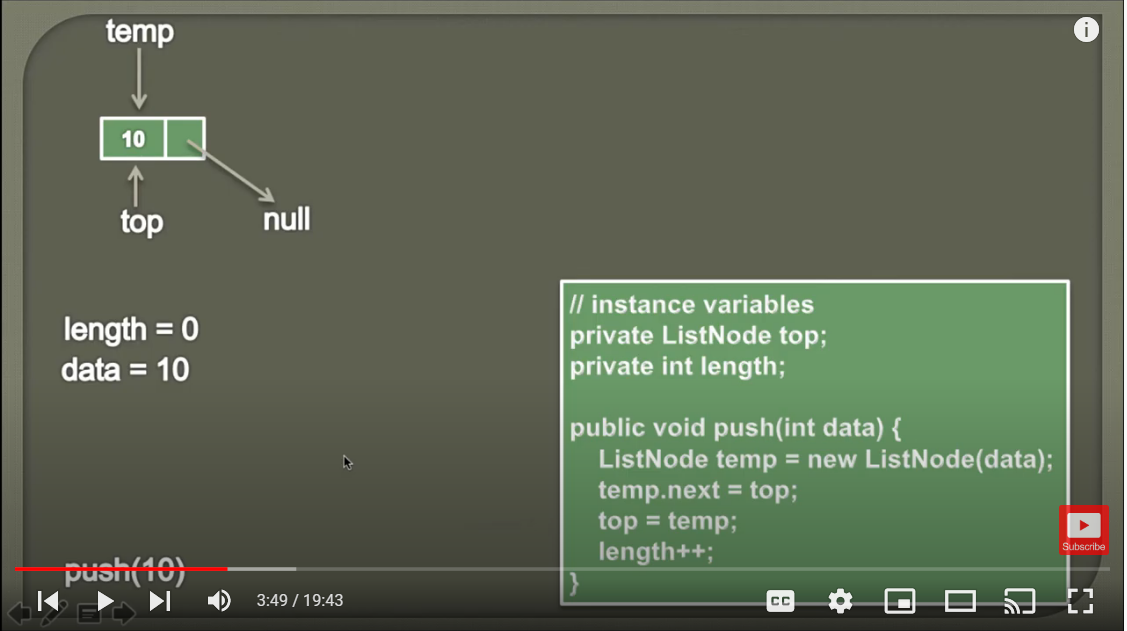 temp
10
top
null
length = 0
data = 10
// instance variables
private ListNode top;
private int length;
public void push(int data) {
ListNode temp = new ListNode(data);
temp.next = top;
top = temp;
length++;
}
Subscribe
push(10)
3:49 / 19:43
CC